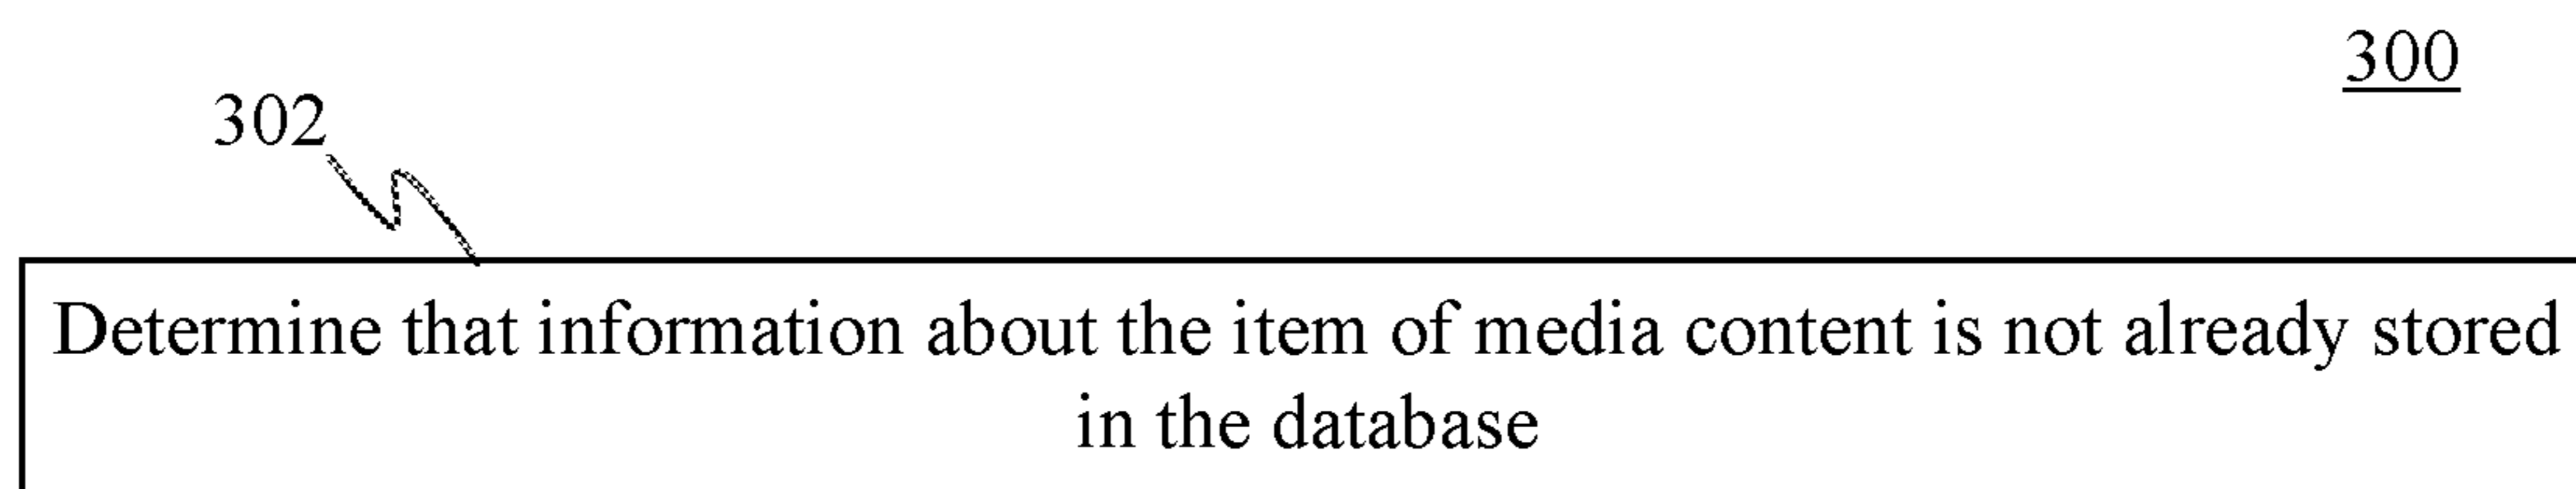 300
302
Determine that information about the item of media content is not already stored
in the database